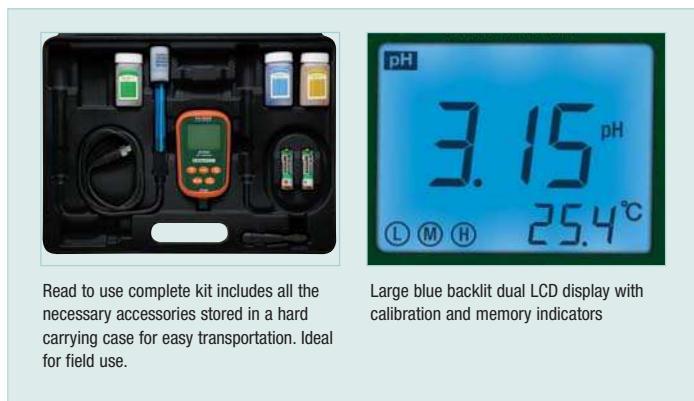 pH
3.15 pH
25.4 °C
L M H
Read to use complete kit includes all the
necessary accessories stored in a hard
carrying case for easy transportation. Ideal
for field use.
Large blue backlit dual LCD display with
calibration and memory indicators